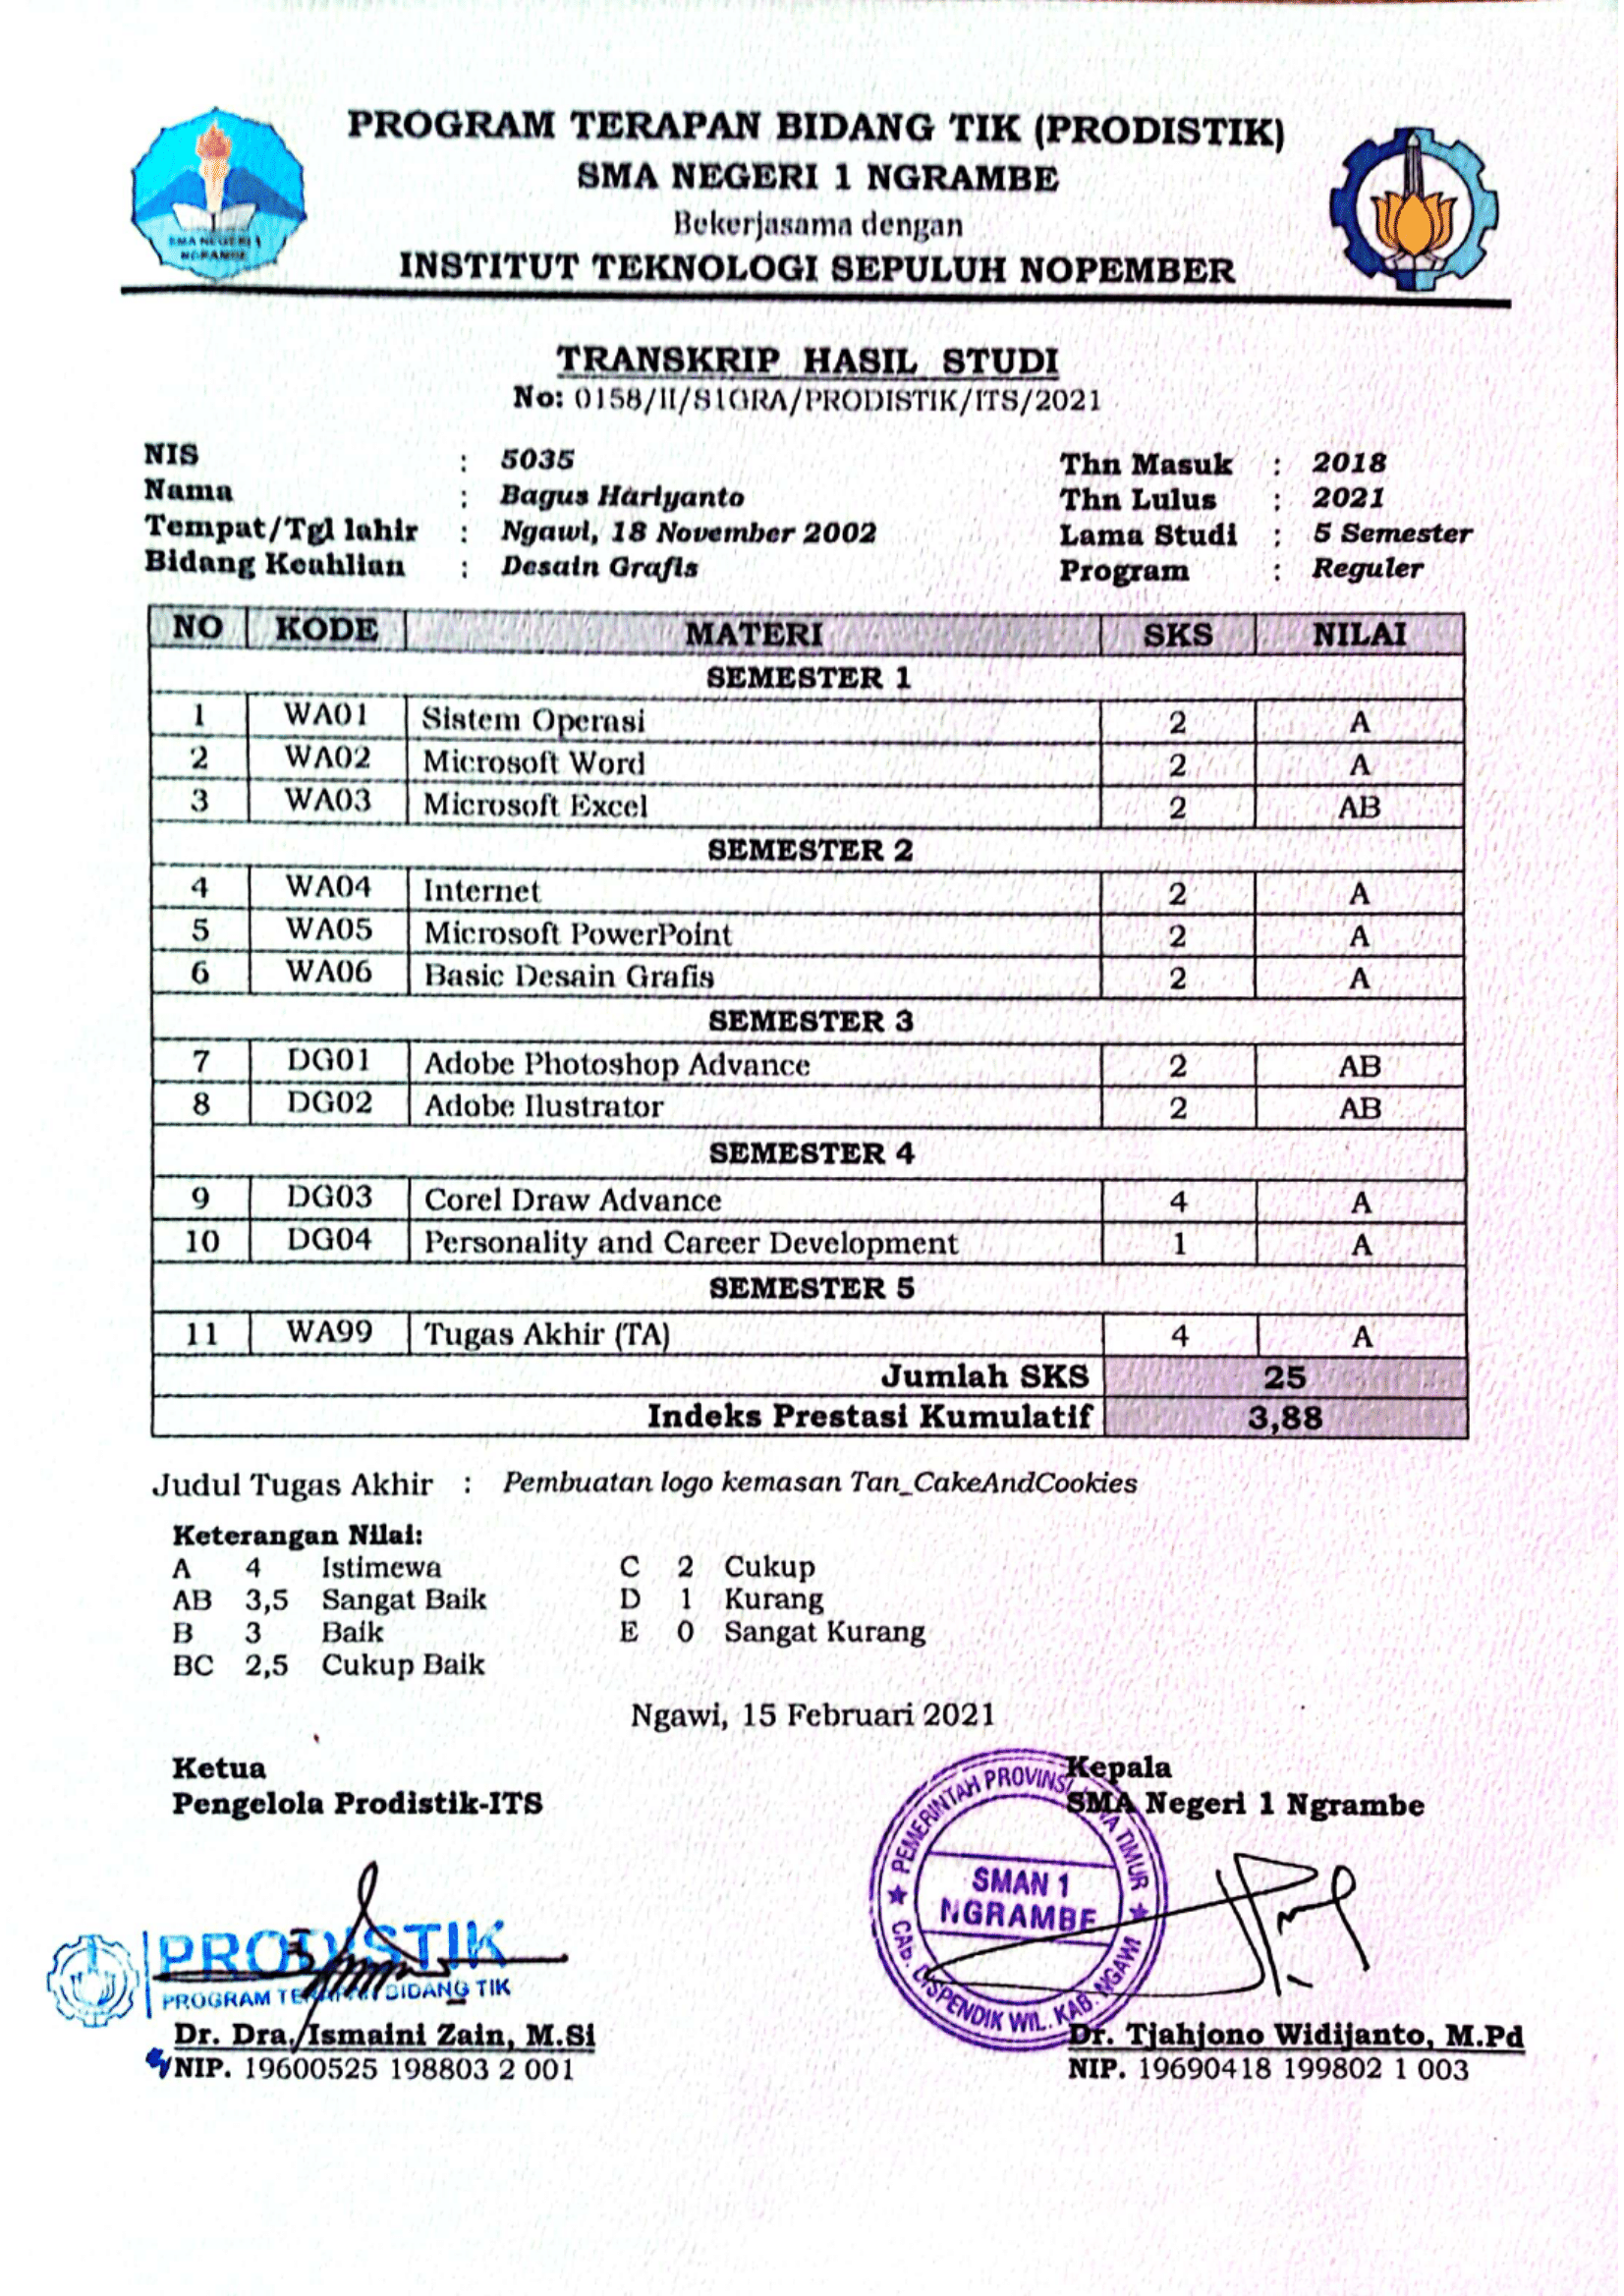 PROGRAM TERAPAN BIDANG TIK (PRODISTIK)
SMA NEGERI 1 NGRAMBE
Bekerjasama dengan
INSTITUT TEKNOLOGI SEPULUH NOPEMBER
SMA NEGERI 1
NGRAMBE
TRANSKRIP HASIL STUDI
No: 0158/II/S1GRA/PRODISTIK/ITS/2021
NIS : 5035 Thn Masuk : 2018
Nama : Bagus Hariyanto Thn Lulus : 2021
Tempat/Tgl lahir : Ngawi, 18 November 2002 Lama Studi : 5 Semester
Bidang Keahlian : Desain Grafis Program : Reguler
NO KODE MATERI SKS NILAI
SEMESTER 1
1 WA01 Sistem Operasi 2 A
2 WA02 Microsoft Word 2 A
3 WA03 Microsoft Excel 2 AB
SEMESTER 2
4 WA04 Internet 2 A
5 WA05 Microsoft PowerPoint 2 A
6 WA06 Basic Desain Grafis 2 A
SEMESTER 3
7 DG01 Adobe Photoshop Advance 2 AB
8 DG02 Adobe Ilustrator 2 AB
SEMESTER 4
9 DG03 Corel Draw Advance 4 A
10 DG04 Personality and Career Development 1 A
SEMESTER 5
11 WA99 Tugas Akhir (TA) 4 A
Jumlah SKS 25
Indeks Prestasi Kumulatif 3,88
Judul Tugas Akhir : Pembuatan logo kemasan Tan_CakeAndCookies
Keterangan Nilai:
A 4 Istimewa C 2 Cukup
AB 3,5 Sangat Baik D 1 Kurang
B 3 Baik E 0 Sangat Kurang
BC 2,5 Cukup Baik
Ngawi, 15 Februari 2021
Ketua Kepala
Pengelola Prodistik-ITS SMA Negeri 1 Ngrambe
PEMERINTAH PROVINSI JAWA TIMUR
SMAN 1
NGRAMBE
CAB. DISPENDIK WIL. KAB. NGAWI
PRODISTIK
PROGRAM TERAPAN BIDANG TIK
Dr. Dra. Ismaini Zain, M.Si Dr. Tjahjono Widijanto, M.Pd
NIP. 19600525 198803 2 001 NIP. 19690418 199802 1 003